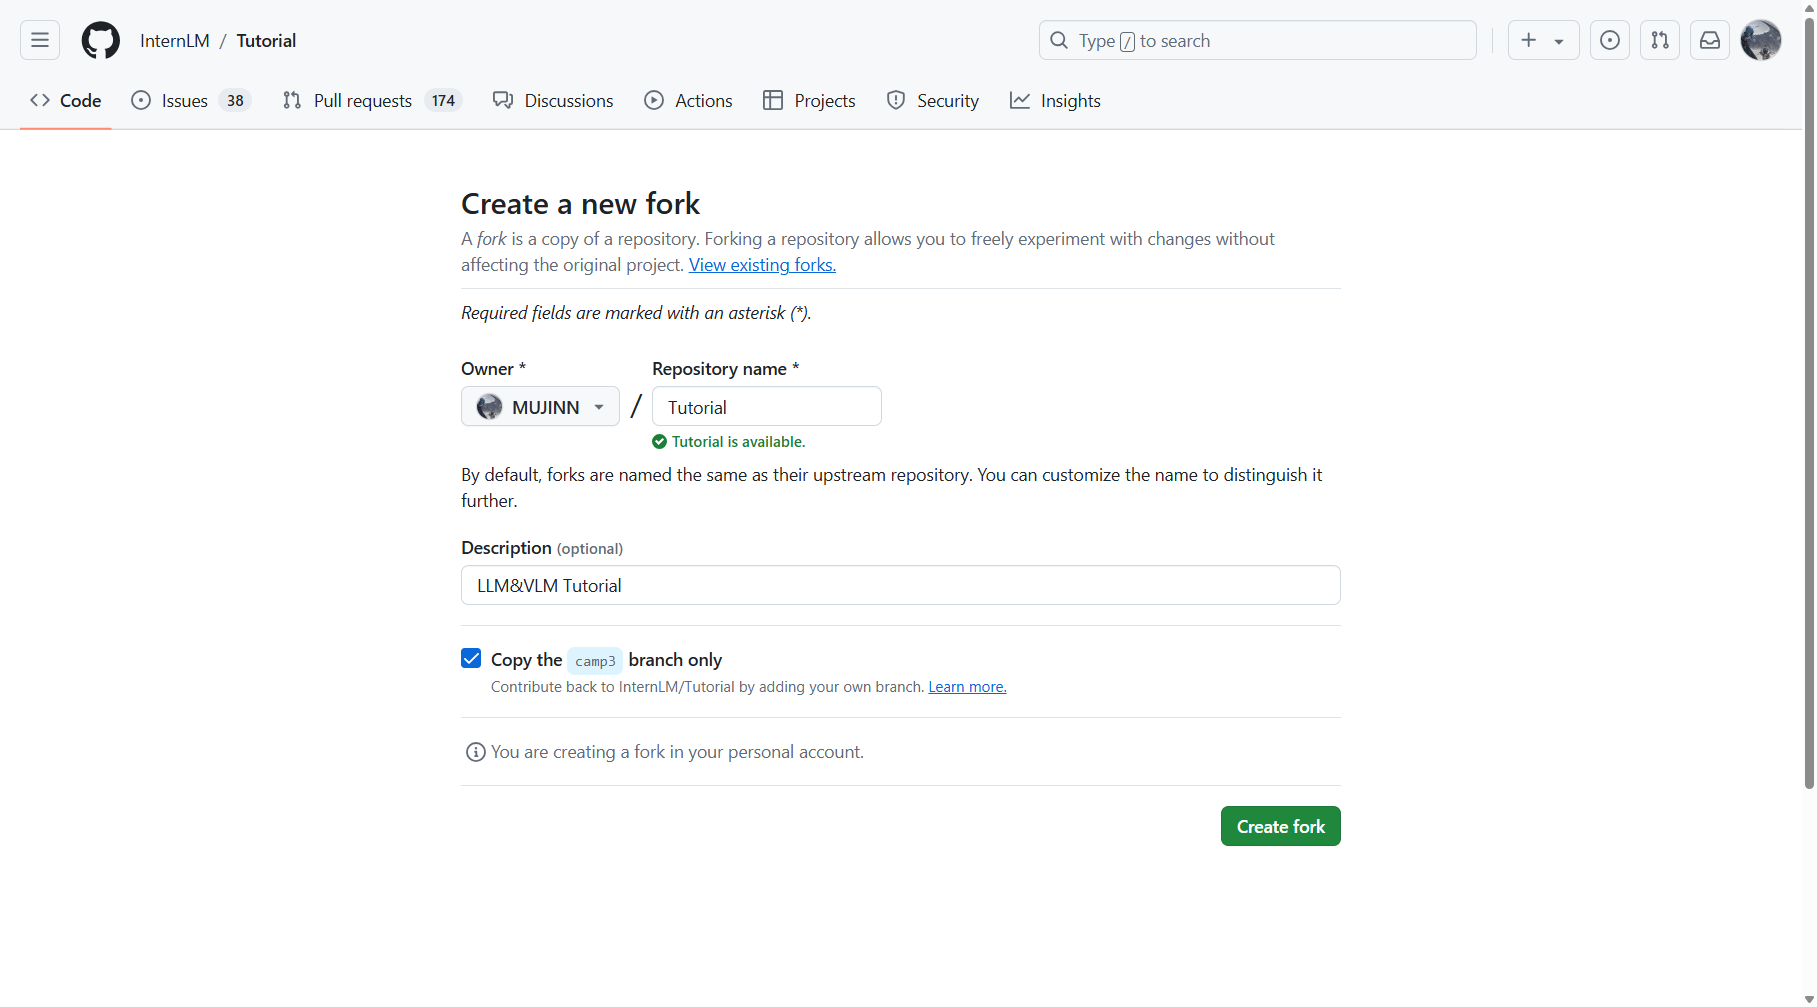 InternLM / Tutorial
Type / to search
Code
Issues 38
Pull requests 174
Discussions
Actions
Projects
Security
Insights
Create a new fork
A fork is a copy of a repository. Forking a repository allows you to freely experiment with changes without
affecting the original project. View existing forks.
Required fields are marked with an asterisk (*).
Owner *
Repository name *
MUJINN
/
Tutorial
Tutorial is available.
By default, forks are named the same as their upstream repository. You can customize the name to distinguish it
further.
Description (optional)
LLM&VLM Tutorial
Copy the camp3 branch only
Contribute back to InternLM/Tutorial by adding your own branch. Learn more.
You are creating a fork in your personal account.
Create fork